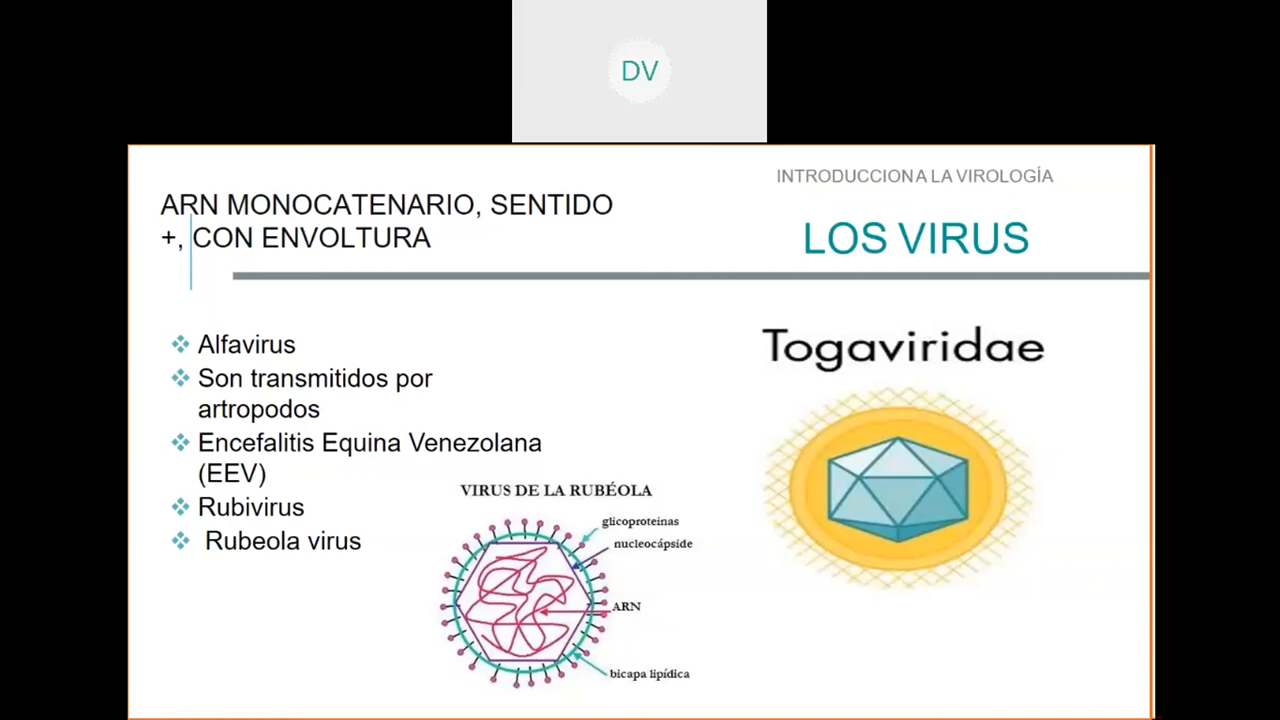 DV
INTRODUCCION A LA VIROLOGÍA
ARN MONOCATENARIO, SENTIDO
+, CON ENVOLTURA
LOS VIRUS
Alfavirus
Son transmitidos por
artropodos
Encefalitis Equina Venezolana
(EEV)
Rubivirus
Rubeola virus
Togaviridae
VIRUS DE LA RUBÉOLA
glicoproteinas
nucleocápside
ARN
bicapa lipídica